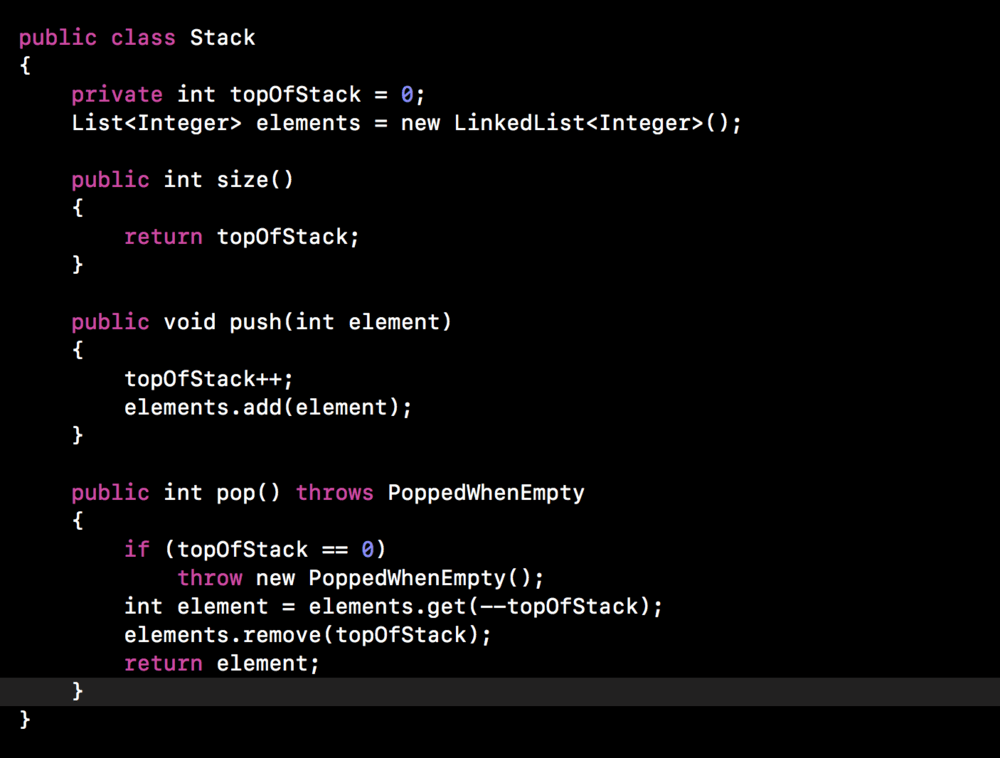 public class Stack
{
    private int topOfStack = 0;
    List<Integer> elements = new LinkedList<Integer>();

    public int size()
    {
        return topOfStack;
    }

    public void push(int element)
    {
        topOfStack++;
        elements.add(element);
    }

    public int pop() throws PoppedWhenEmpty
    {
        if (topOfStack == 0)
            throw new PoppedWhenEmpty();
        int element = elements.get(--topOfStack);
        elements.remove(topOfStack);
        return element;
    }
}